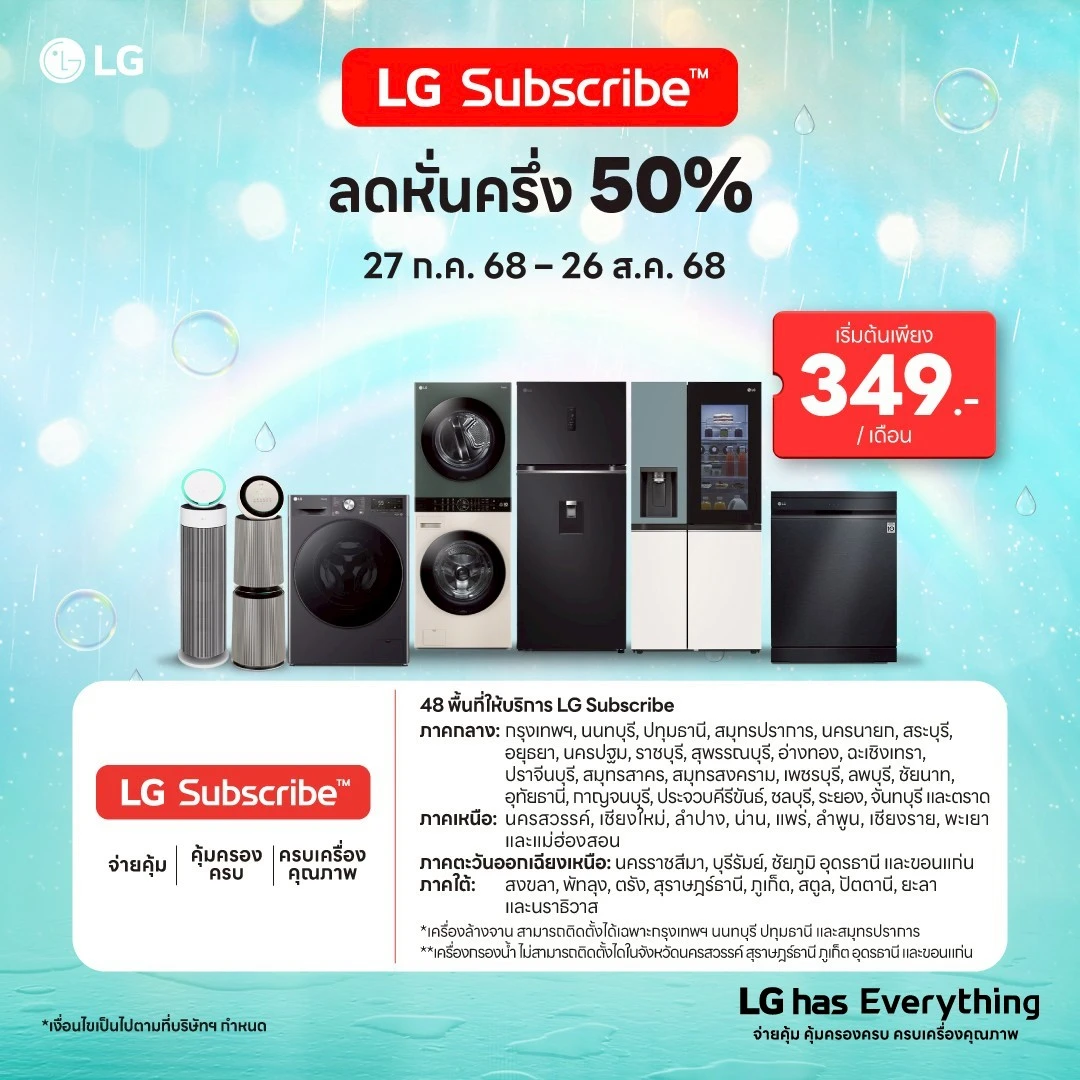 LG
LG Subscribe™
ลดหั่นครึ่ง 50%
27 ก.ค. 68 – 26 ส.ค. 68
เริ่มต้นเพียง
349.-
/ เดือน
LG Subscribe™
จ่ายคุ้ม | คุ้มครองครบ | ครบเครื่องคุณภาพ
48 พื้นที่ให้บริการ LG Subscribe
ภาคกลาง: กรุงเทพฯ, นนทบุรี, ปทุมธานี, สมุทรปราการ, นครนายก, สระบุรี,
อยุธยา, นครปฐม, ราชบุรี, สุพรรณบุรี, อ่างทอง, ฉะเชิงเทรา,
ปราจีนบุรี, สมุทรสาคร, สมุทรสงคราม, เพชรบุรี, ลพบุรี, ชัยนาท,
อุทัยธานี, กาญจนบุรี, ประจวบคีรีขันธ์, ชลบุรี, ระยอง, จันทบุรี และตราด
ภาคเหนือ: นครสวรรค์, เชียงใหม่, ลำปาง, น่าน, แพร่, ลำพูน, เชียงราย, พะเยา
และแม่ฮ่องสอน
ภาคตะวันออกเฉียงเหนือ: นครราชสีมา, บุรีรัมย์, ชัยภูมิ อุดรธานี และขอนแก่น
ภาคใต้: สงขลา, พัทลุง, ตรัง, สุราษฎร์ธานี, ภูเก็ต, สตูล, ปัตตานี, ยะลา
และนราธิวาส
*เครื่องล้างจาน สามารถติดตั้งได้เฉพาะกรุงเทพฯ นนทบุรี ปทุมธานี และสมุทรปราการ
**เครื่องกรองน้ำ ไม่สามารถติดตั้งได้ในจังหวัดนครสวรรค์ สุราษฎร์ธานี ภูเก็ต อุดรธานี และขอนแก่น
*เงื่อนไขเป็นไปตามที่บริษัทฯ กำหนด
LG has Everything
จ่ายคุ้ม คุ้มครองครบ ครบเครื่องคุณภาพ